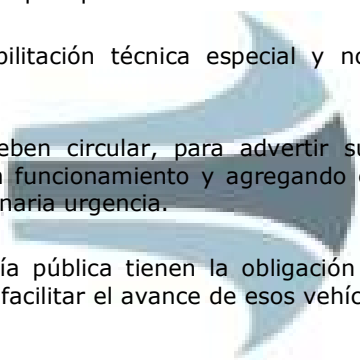 bilitación técnica especial y no
eben circular, para advertir su
funcionamiento y agregando
naria urgencia.
ía pública tienen la obligación
facilitar el avance de esos vehíc